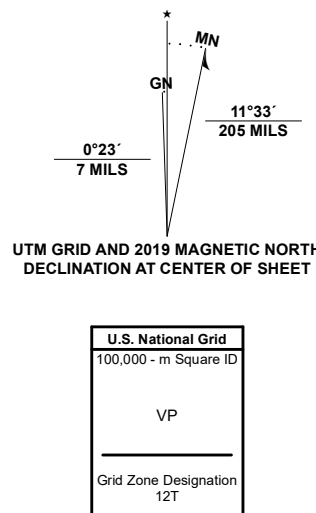 ★
MN
GN
11°33´
205 MILS
0°23´
7 MILS
UTM GRID AND 2019 MAGNETIC NORTH
DECLINATION AT CENTER OF SHEET
U.S. National Grid
100,000 - m Square ID
VP
Grid Zone Designation
12T